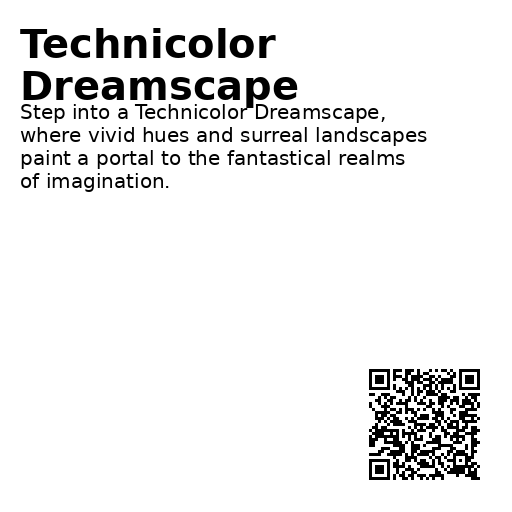 Technicolor
Dreamscape
Step into a Technicolor Dreamscape,
where vivid hues and surreal landscapes
paint a portal to the fantastical realms
of imagination.